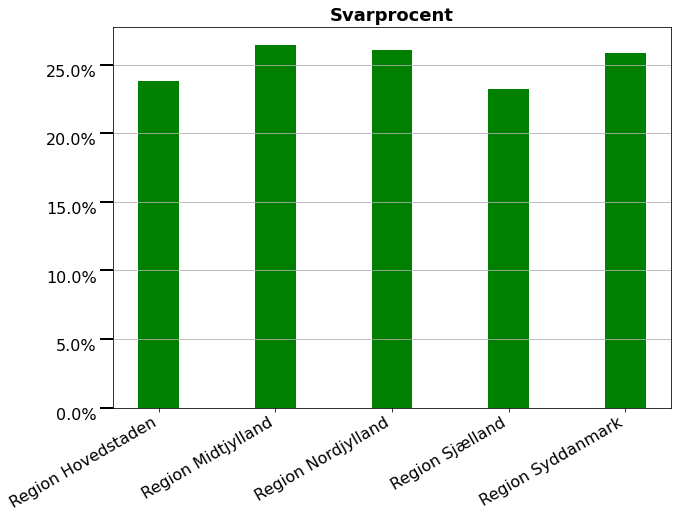 Svarprocent
25.0%
20.0%
15.0%
10.0%
5.0%
0.0%
Region Hovedstaden
Region Midtjylland
Region Nordjylland
Region Sjælland
Region Syddanmark